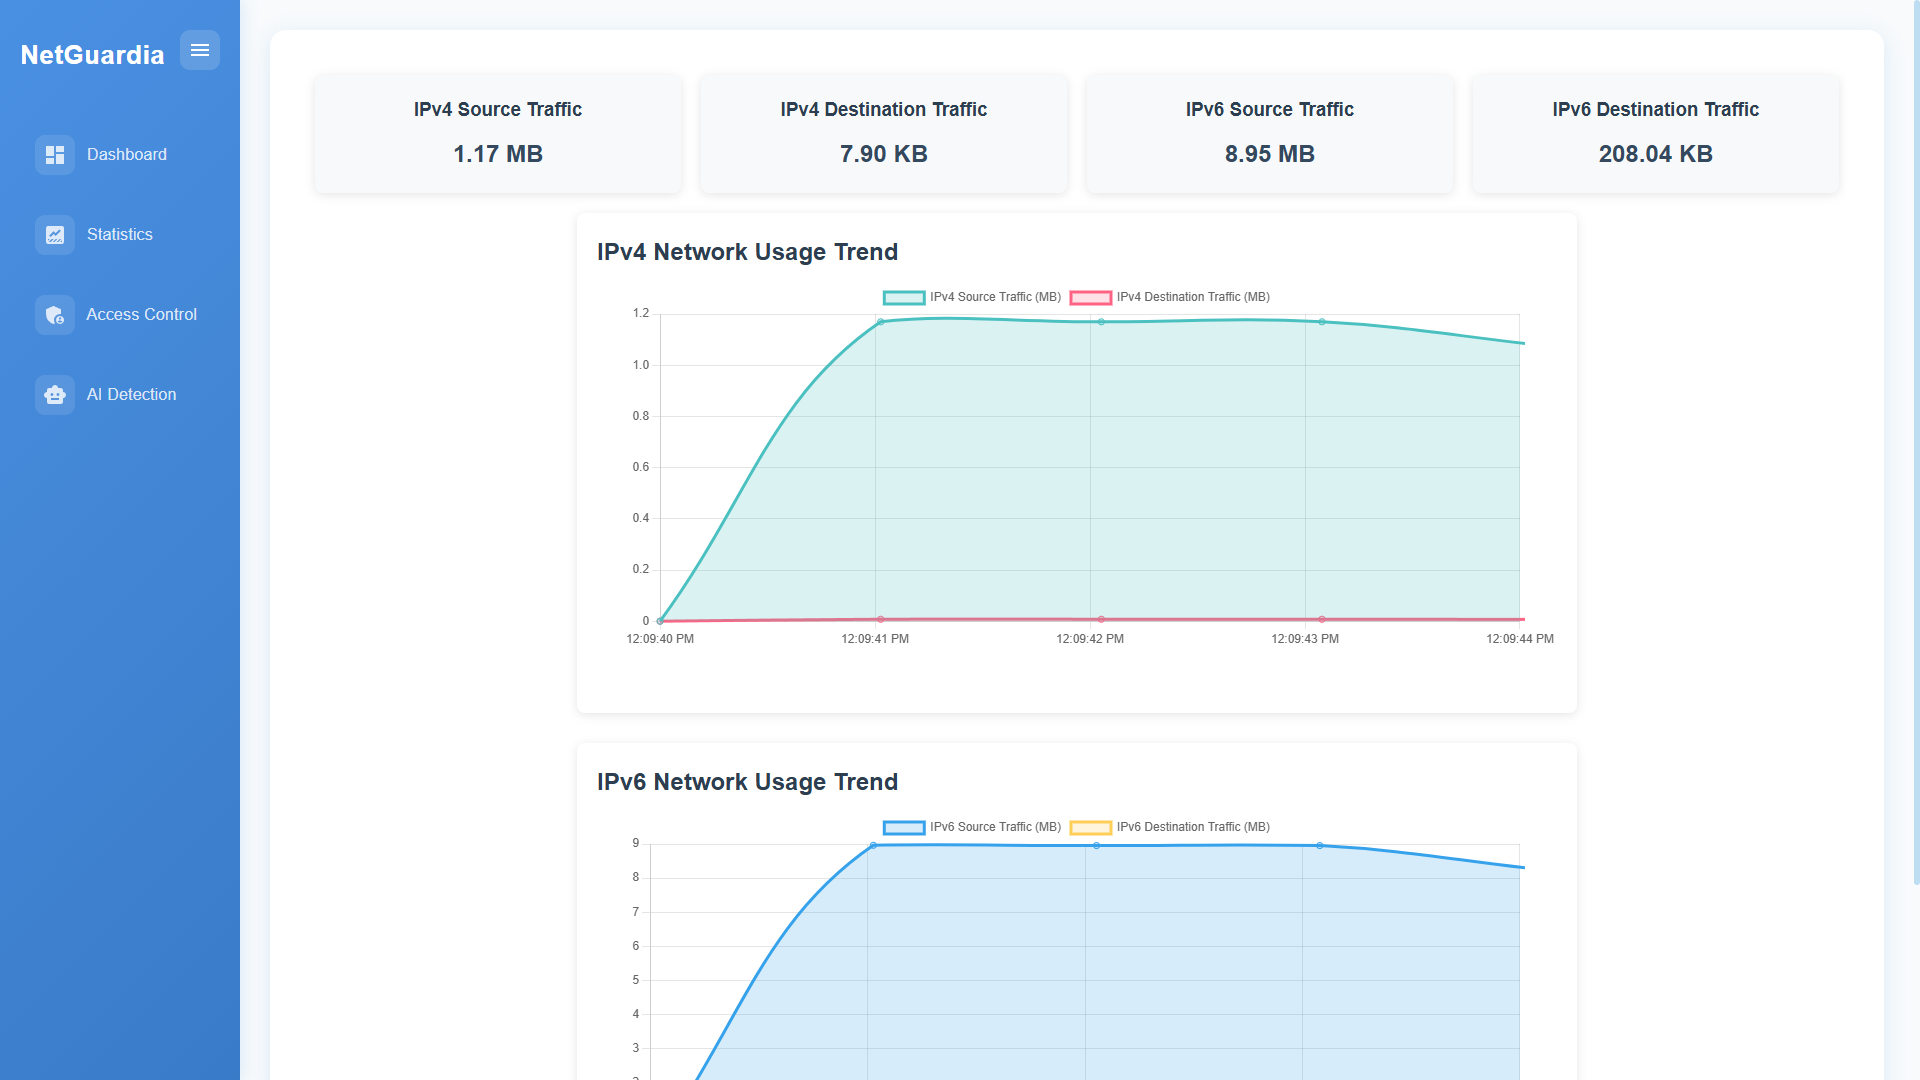 NetGuardia
Dashboard
Statistics
Access Control
AI Detection
IPv4 Source Traffic
1.17 MB
IPv4 Destination Traffic
7.90 KB
IPv6 Source Traffic
8.95 MB
IPv6 Destination Traffic
208.04 KB
IPv4 Network Usage Trend
IPv4 Source Traffic (MB) IPv4 Destination Traffic (MB)
1.2
1.0
0.8
0.6
0.4
0.2
0
12:09:40 PM 12:09:41 PM 12:09:42 PM 12:09:43 PM 12:09:44 PM
IPv6 Network Usage Trend
IPv6 Source Traffic (MB) IPv6 Destination Traffic (MB)
9
8
7
6
5
4
3